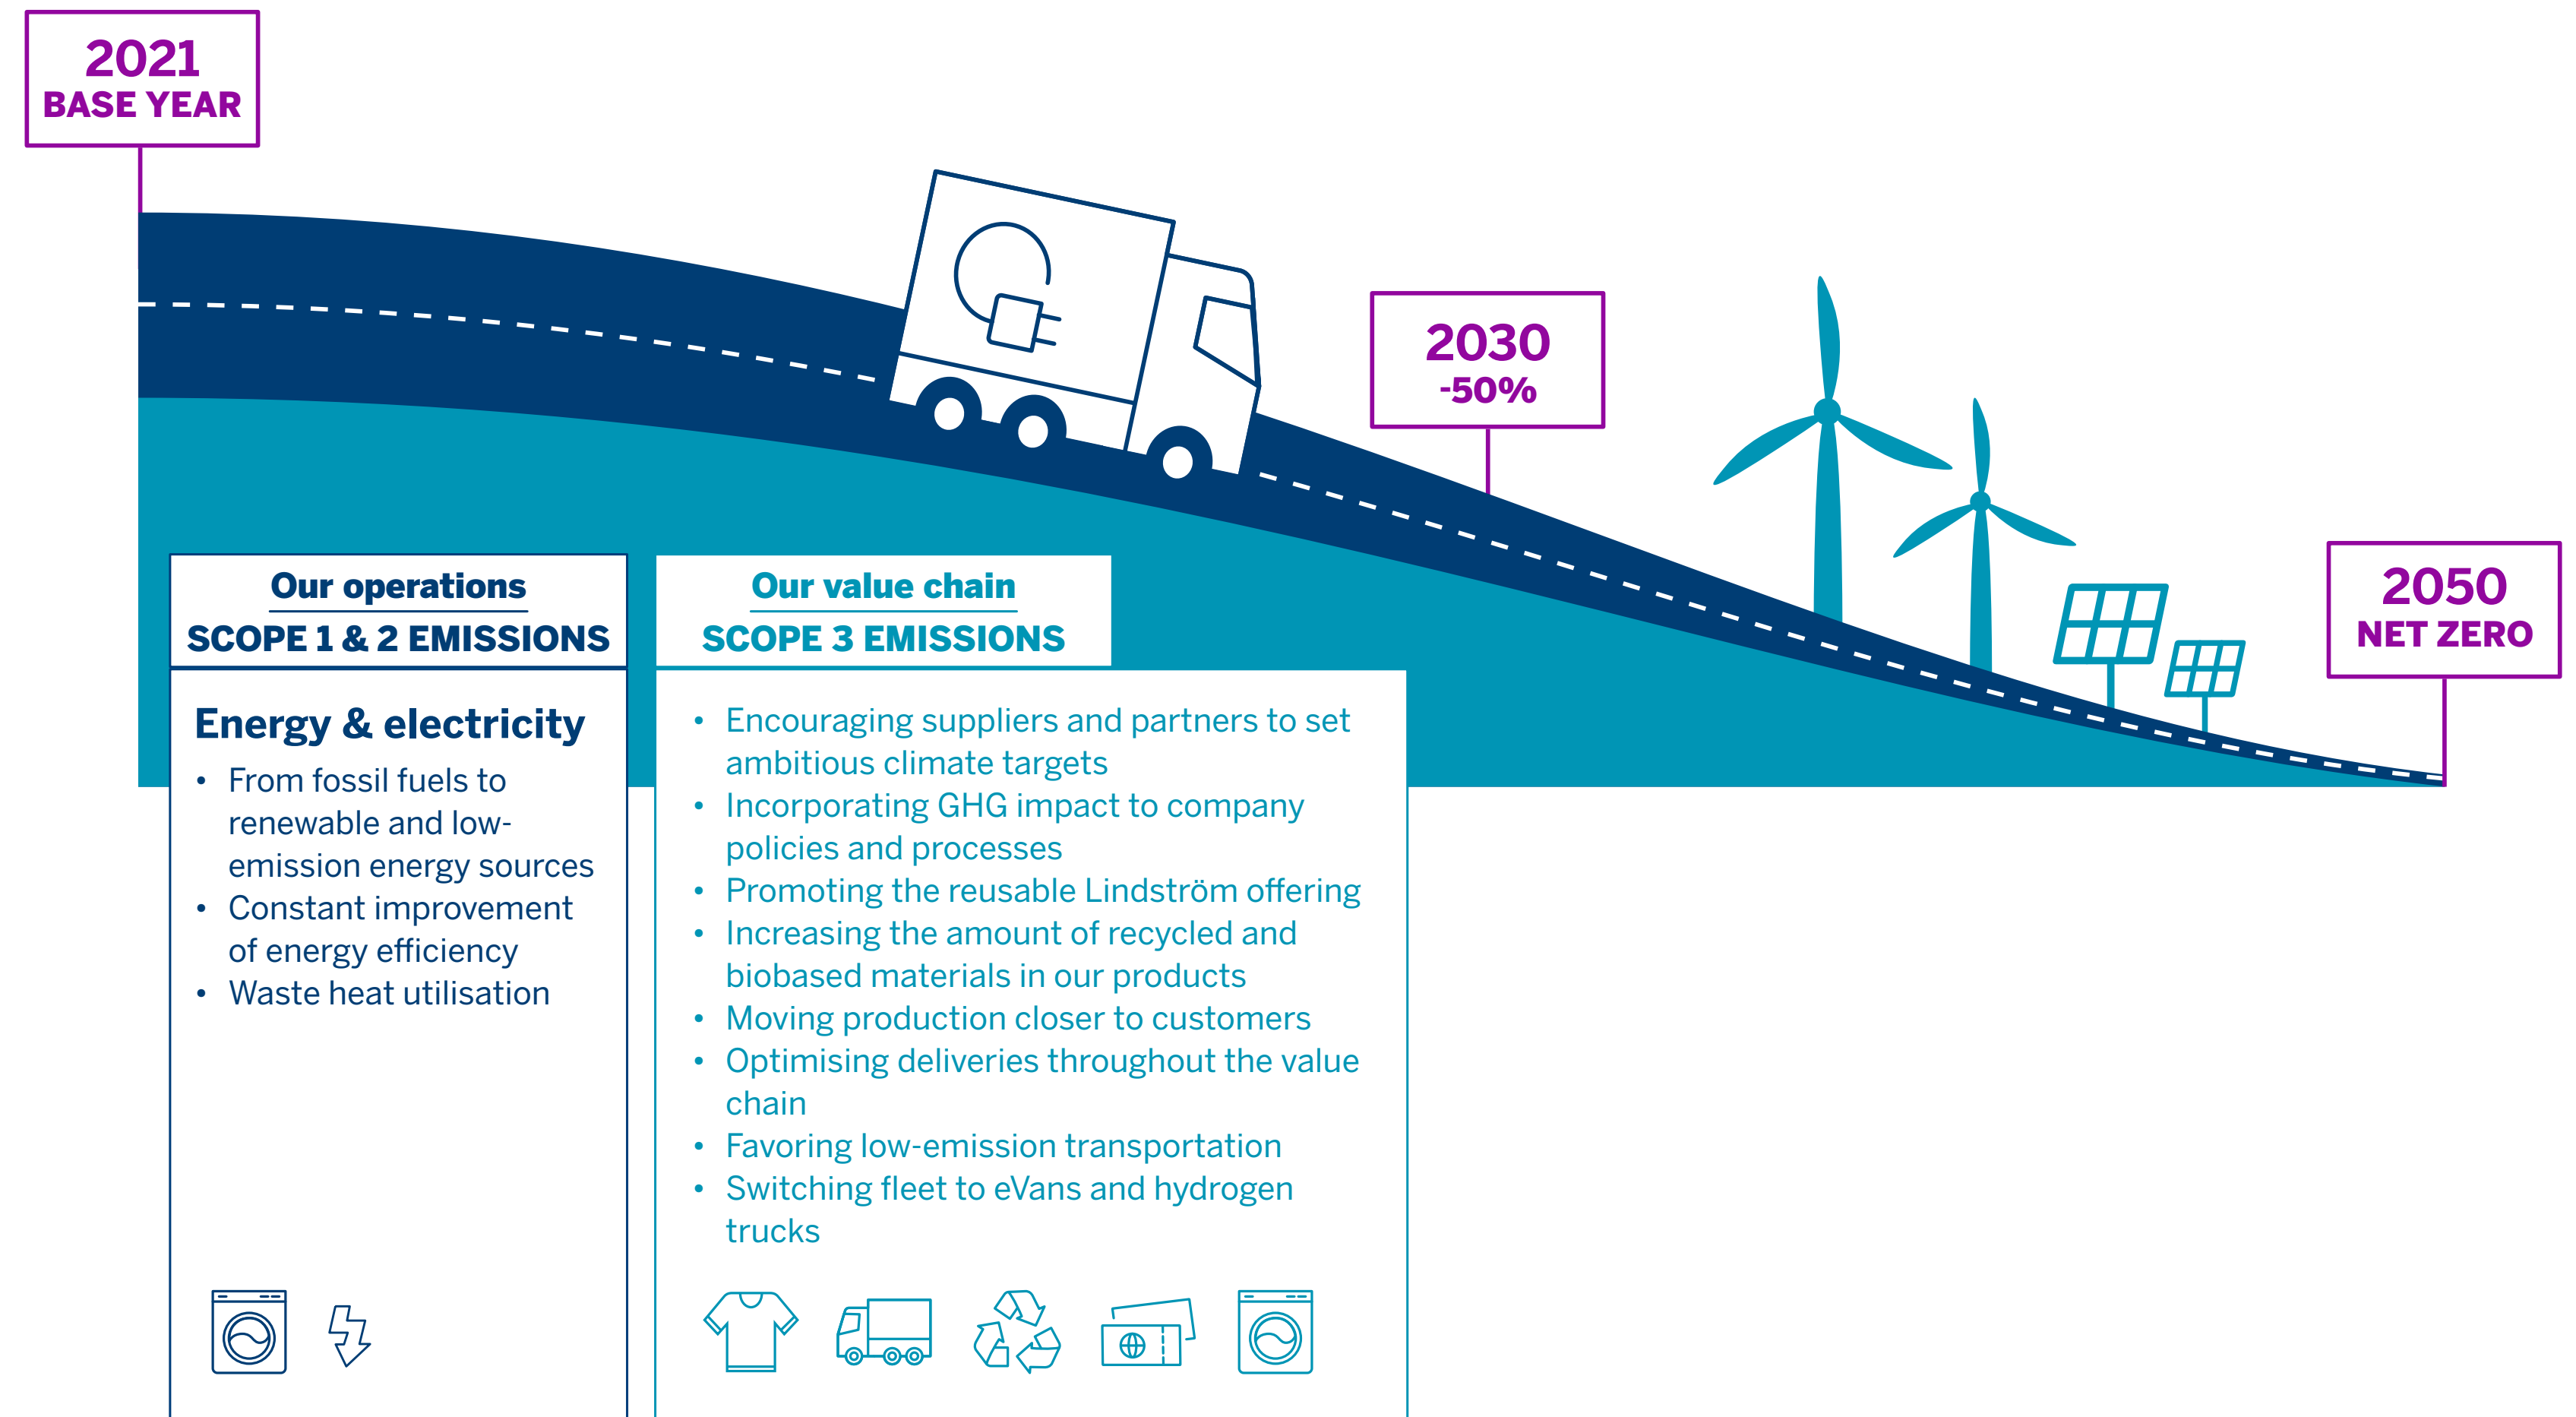 2021
BASE YEAR
2030
-50%
2050
NET ZERO
Our operations
SCOPE 1 & 2 EMISSIONS
Energy & electricity
• From fossil fuels to
renewable and low-
emission energy sources
• Constant improvement
of energy efficiency
• Waste heat utilisation
Our value chain
SCOPE 3 EMISSIONS
• Encouraging suppliers and partners to set
ambitious climate targets
• Incorporating GHG impact to company
policies and processes
• Promoting the reusable Lindström offering
• Increasing the amount of recycled and
biobased materials in our products
• Moving production closer to customers
• Optimising deliveries throughout the value
chain
• Favoring low-emission transportation
• Switching fleet to eVans and hydrogen
trucks